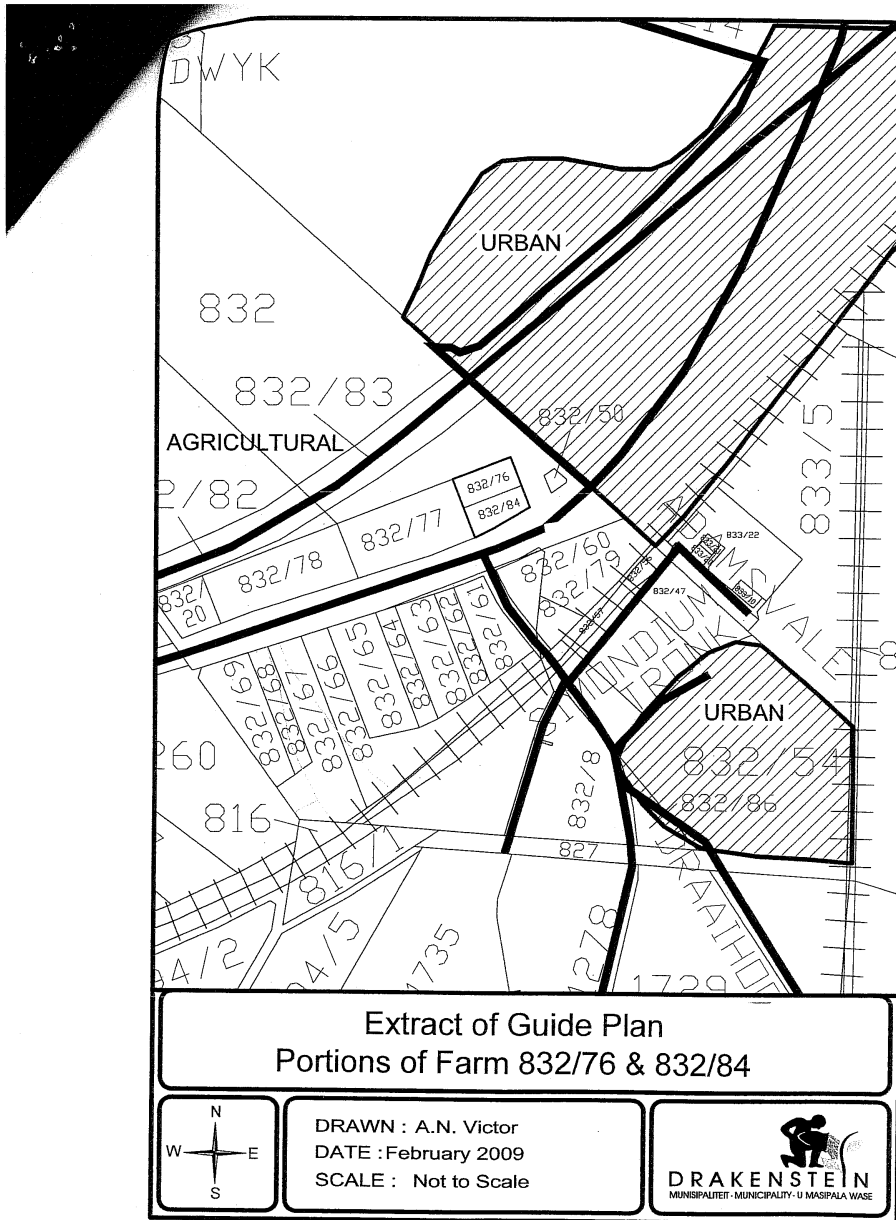 DWYK
URBAN
832
832/83
832/50
AGRICULTURAL
833/5
832/76
832/84
832/77
832/78
832/
20
832/60
832/79
833/22
832/47
832/69
832/68
832/67
832/66
832/65
832/64
832/63
832/62
832/61
URBAN
832/54
832/86
832/8
816
827
816/1
1735
1729
Extract of Guide Plan
Portions of Farm 832/76 & 832/84
N
W E
S
DRAWN : A.N. Victor
DATE : February 2009
SCALE : Not to Scale
DRAKENSTEIN
MUNISIPALITEIT - MUNICIPALITY - U MASIPALA WASE